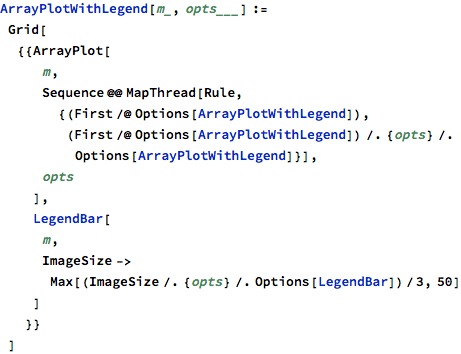 ArrayPlotWithLegend[m_, opts___] :=
Grid[
{{ArrayPlot[
m,
Sequence @@ MapThread[Rule,
{(First /@ Options[ArrayPlotWithLegend]),
(First /@ Options[ArrayPlotWithLegend]) /. {opts} /.
Options[ArrayPlotWithLegend]}],
opts
],
LegendBar[
m,
ImageSize ->
Max[(ImageSize /. {opts} /. Options[LegendBar]) / 3, 50]
]
}}
]